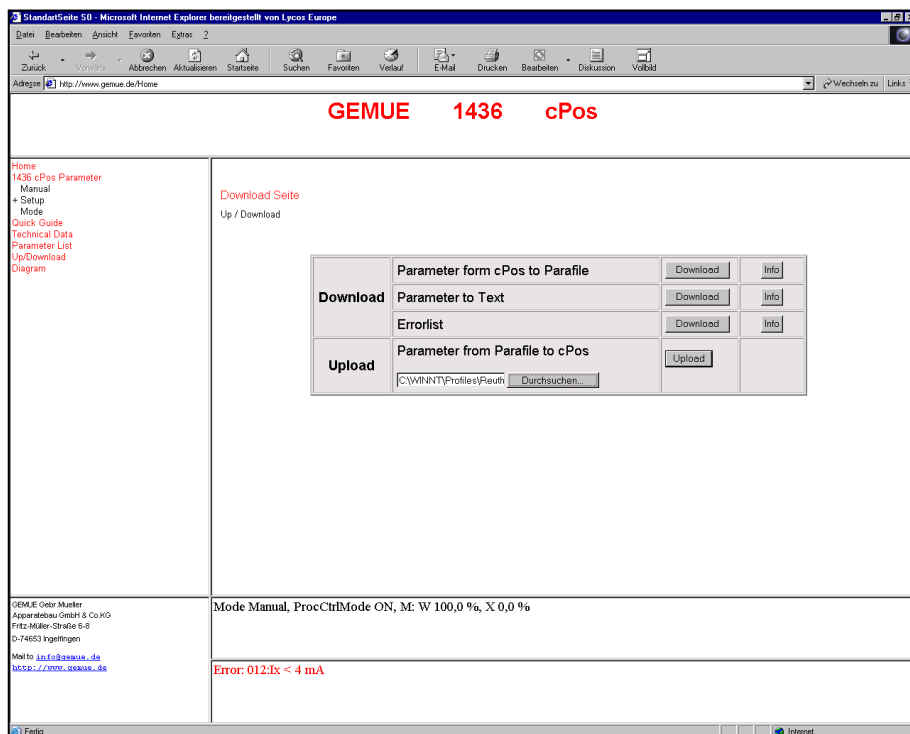 StandartSeite S0 - Microsoft Internet Explorer bereitgestellt von Lycos Europe
Datei Bearbeiten Ansicht Favoriten Extras ?
Zurück Vorwärts Abbrechen Aktualisieren Startseite Suchen Favoriten Verlauf E-Mail Drucken Bearbeiten Diskussion Vollbild
Adresse http://www.gemue.de/Home Wechseln zu Links
GEMUE 1436 cPos
Home
1436 cPos Parameter
Manual
+ Setup
Mode
Quick Guide
Technical Data
Parameter List
Up/Download
Diagram
Download Seite
Up / Download
Download
Parameter form cPos to Parafile Download Info
Parameter to Text Download Info
Errorlist Download Info
Upload
Parameter from Parafile to cPos Upload
C:\WINNT\Profiles\Reuth Durchsuchen...
GEMUE Gebr.Mueller
Apparatebau GmbH & Co.KG
Fritz-Müller-Straße 6-8
D-74653 Ingelfingen
Mail to info@gemue.de
http://www.gemue.de
Mode Manual, ProcCtrlMode ON, M: W 100,0 %, X 0,0 %
Error: 012:Ix < 4 mA
Fertig Internet